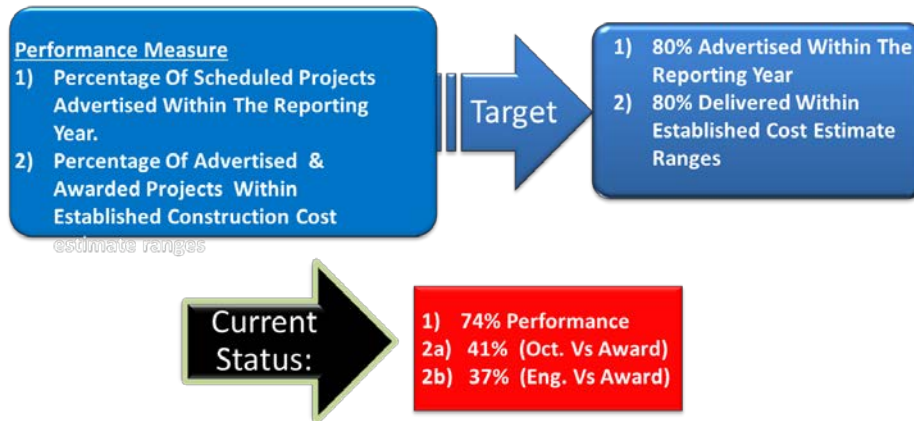 Performance Measure
1) Percentage Of Scheduled Projects
Advertised Within The Reporting
Year.
2) Percentage Of Advertised & 
Awarded Projects Within
Established Construction Cost
estimate ranges
Target
1) 80% Advertised Within The
Reporting Year
2) 80% Delivered Within
Established Cost Estimate
Ranges
Current
Status:
1) 74% Performance
2a) 41% (Oct. Vs Award)
2b) 37% (Eng. Vs Award)